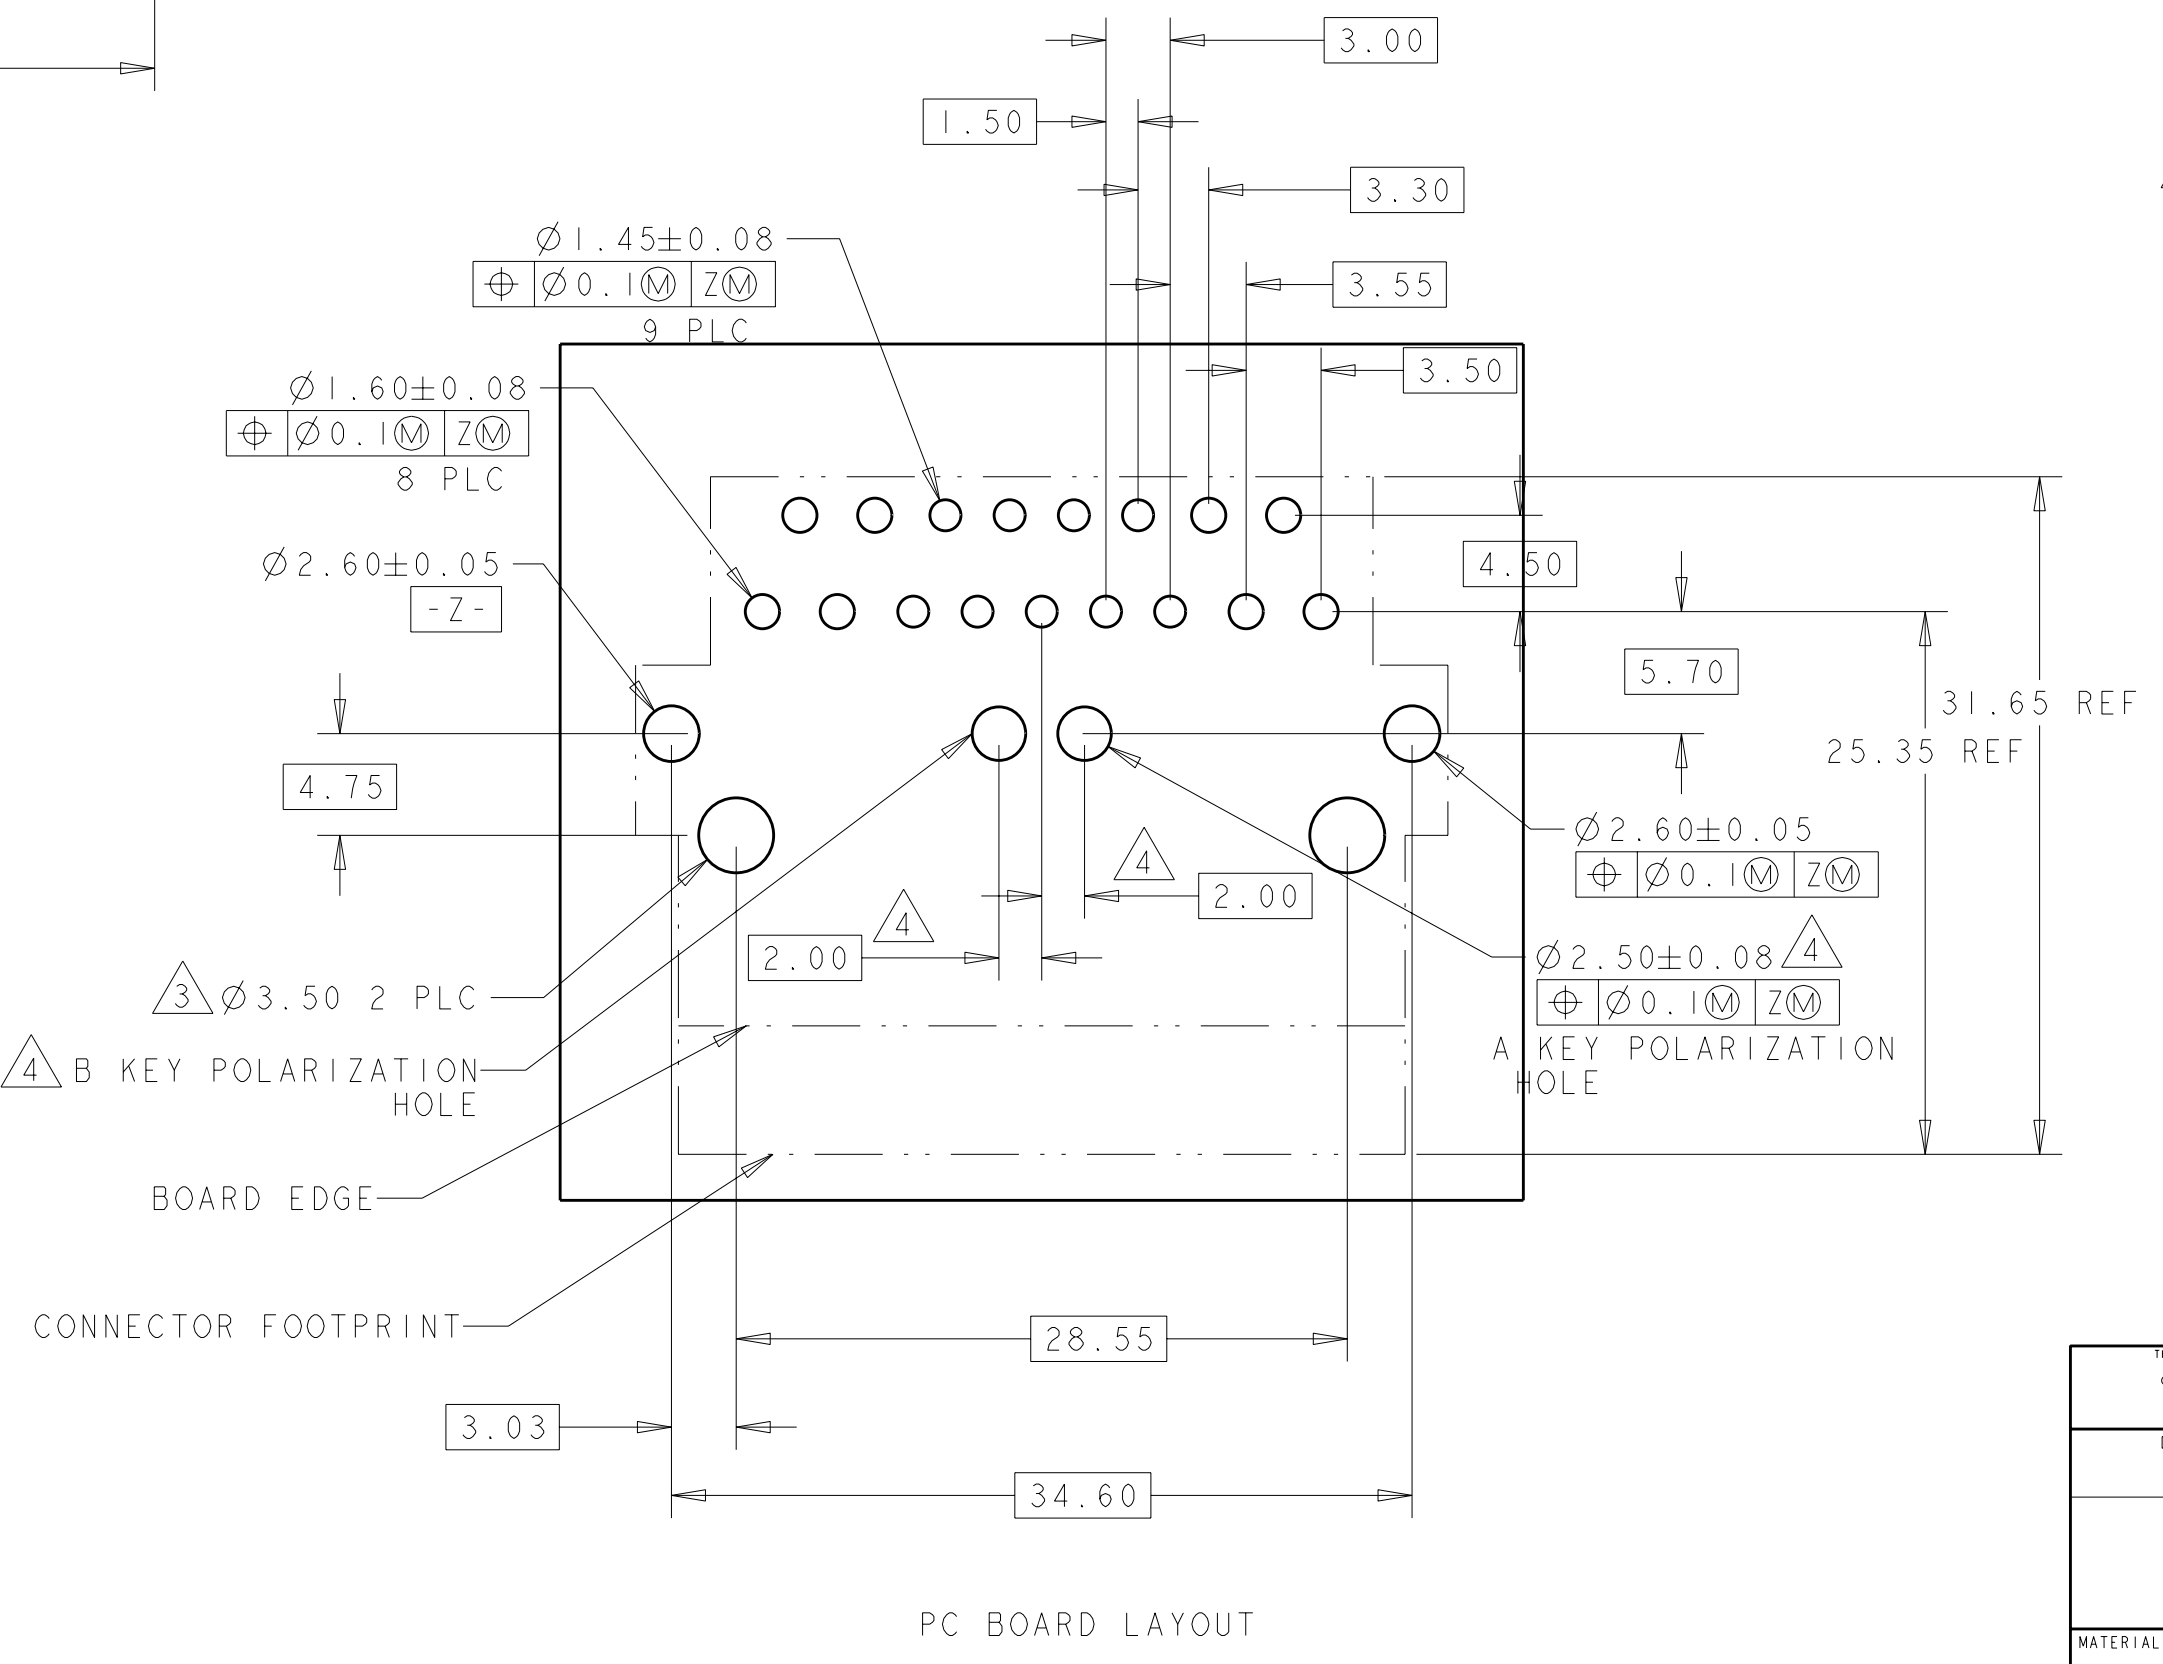 3.00
1.50
3.30
Ø1.45±0.08
⌖ Ø0.1Ⓜ ZⓂ
9 PLC
3.55
3.50
Ø1.60±0.08
⌖ Ø0.1Ⓜ ZⓂ
8 PLC
Ø2.60±0.05
-Z-
4.50
5.70
31.65 REF
25.35 REF
4.75
Ø2.60±0.05
⌖ Ø0.1Ⓜ ZⓂ
4
2.00
4
2.00
Ø2.50±0.08 4
⌖ Ø0.1Ⓜ ZⓂ
A KEY POLARIZATION
HOLE
3 Ø3.50 2 PLC
4 B KEY POLARIZATION
HOLE
BOARD EDGE
CONNECTOR FOOTPRINT
28.55
3.03
34.60
PC BOARD LAYOUT
MATERIAL